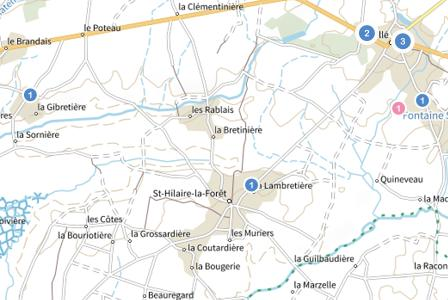 la Clémentinière
le Poteau
le Brandais
2
3
1
la Gibretière
les Rablais
1
1
Fontaine S
la Bretinière
la Sornière
St-Hilaire-la-Forêt
1
Lambretière
Quineveau
les Côtes
la Bouriotière
la Grossardière
les Muriers
la Coutardière
la Bougerie
la Guilbaudière
la Racon
la Marzelle
Beauregard